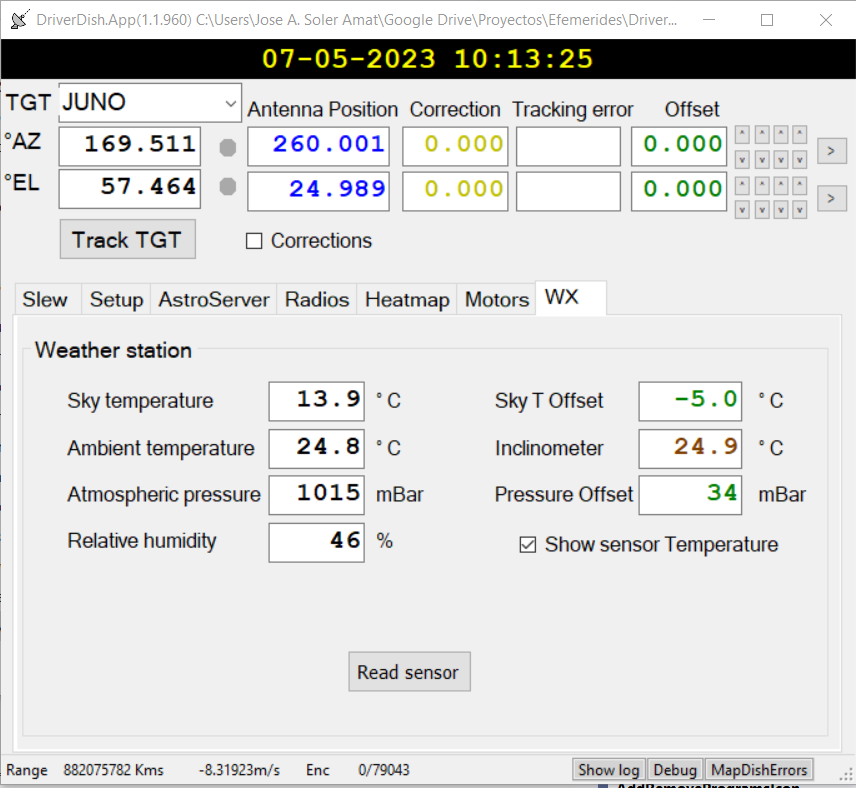 DriverDish.App(1.1.960) C:\Users\Jose A. Soler Amat\Google Drive\Proyectos\Efemerides\Driver...
07-05-2023 10:13:25
TGT JUNO Antenna Position Correction Tracking error Offset
°AZ 169.511 260.001 0.000 0.000 >
°EL 57.464 24.989 0.000 0.000 >
Track TGT Corrections
Slew Setup AstroServer Radios Heatmap Motors WX
Weather station
Sky temperature 13.9 °C Sky T Offset -5.0 °C
Ambient temperature 24.8 °C Inclinometer 24.9 °C
Atmospheric pressure 1015 mBar Pressure Offset 34 mBar
Relative humidity 46 % Show sensor Temperature
Read sensor
Range 882075782 Kms -8.31923m/s Enc 0/79043 Show log Debug MapDishErrors